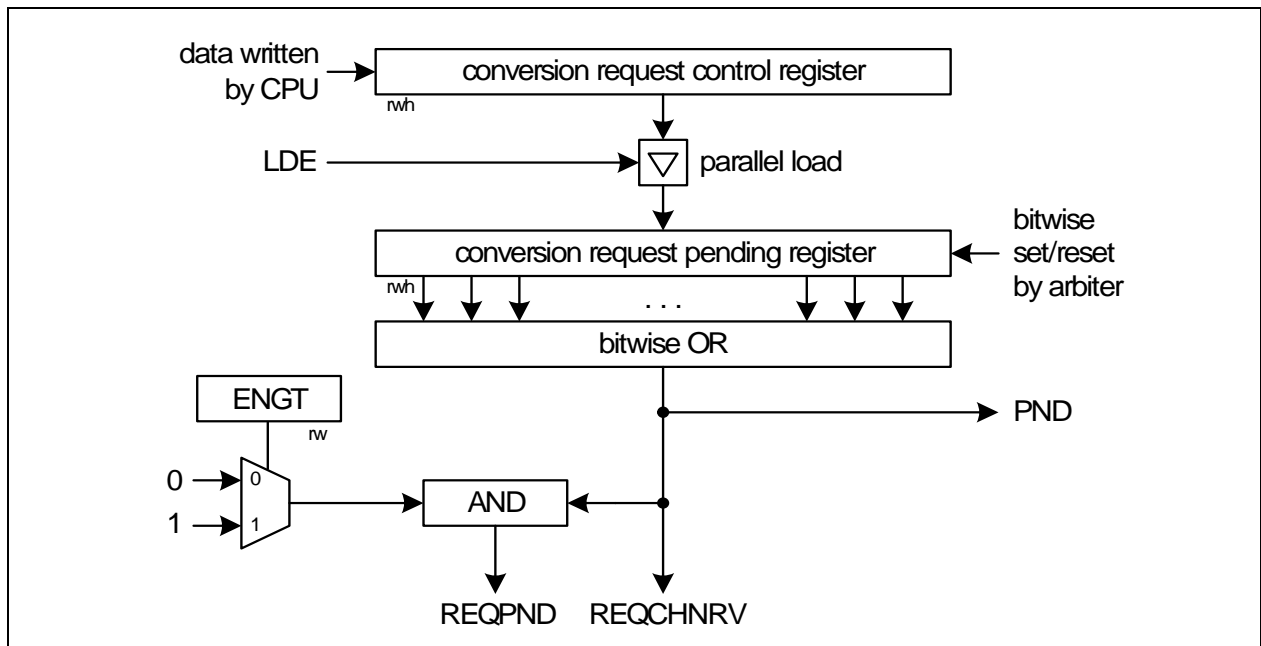 data written
by CPU
conversion request control register
rwh
LDE
parallel load
conversion request pending register
bitwise
set/reset
by arbiter
rwh
. . .
bitwise OR
ENGT
rw
PND
0
0
1
1
AND
REQPND
REQCHNRV